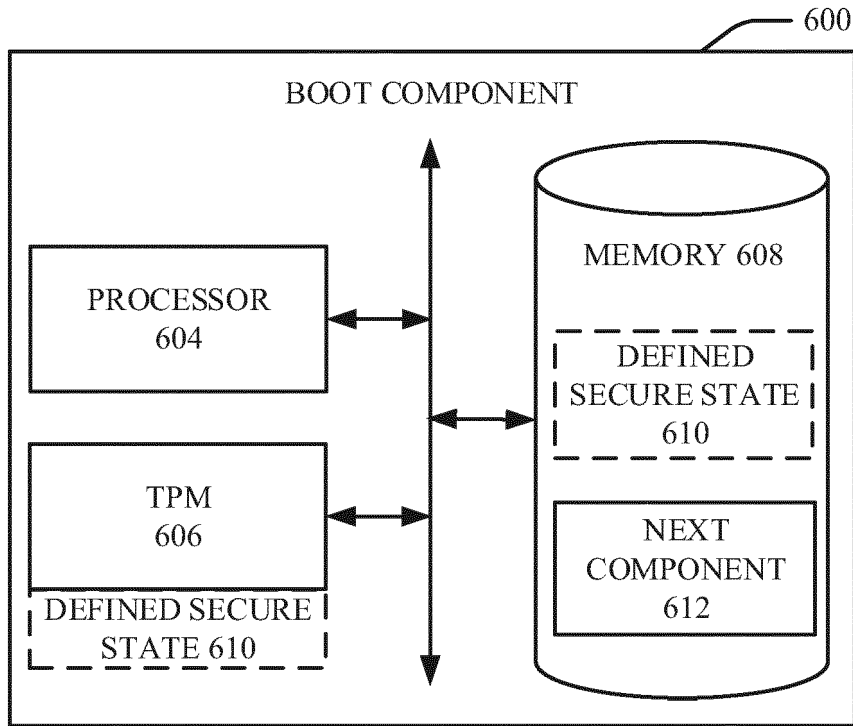 600
BOOT COMPONENT
PROCESSOR
604
TPM
606
DEFINED SECURE
STATE 610
MEMORY 608
DEFINED
SECURE STATE
610
NEXT
COMPONENT
612